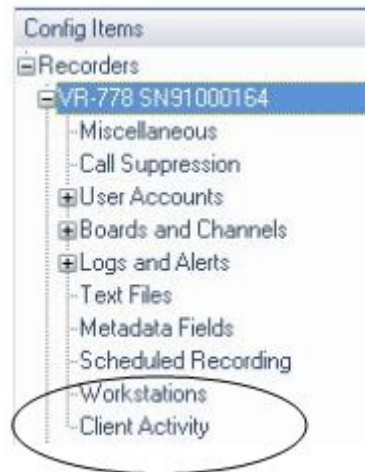 Config Items
Recorders
VR-778 SN91000164
Miscellaneous
Call Suppression
User Accounts
Boards and Channels
Logs and Alerts
Text Files
Metadata Fields
Scheduled Recording
Workstations
Client Activity